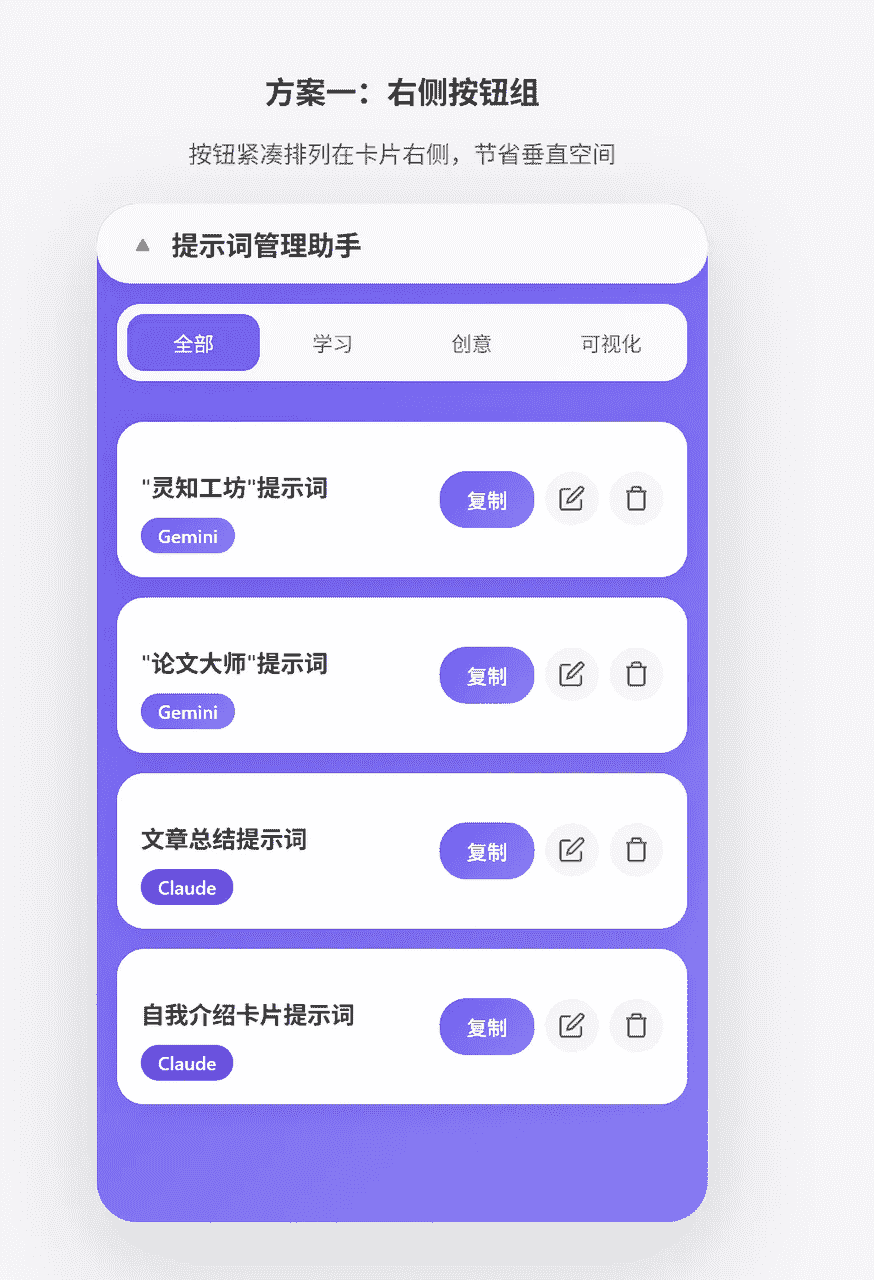 方案一：右侧按钮组
按钮紧凑排列在卡片右侧，节省垂直空间
提示词管理助手
全部 学习 创意 可视化
"灵知工坊"提示词
Gemini
复制
"论文大师"提示词
Gemini
复制
文章总结提示词
Claude
复制
自我介绍卡片提示词
Claude
复制